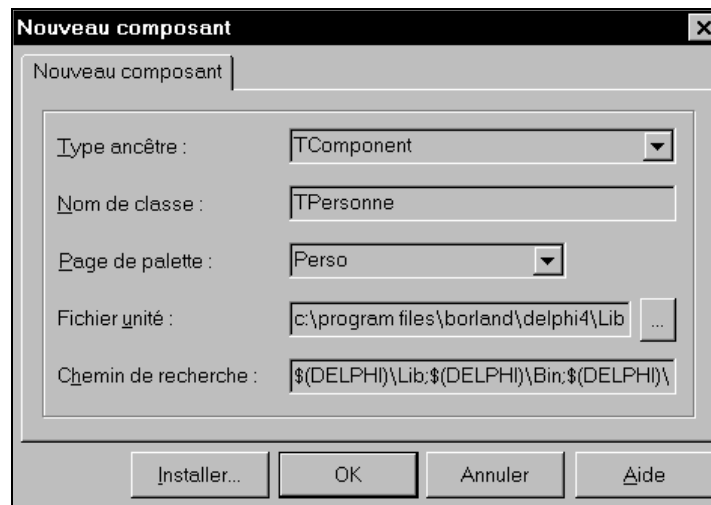 Nouveau composant
Nouveau composant
Type ancêtre : TComponent
Nom de classe : TPersonne
Page de palette : Perso
Fichier unité : c:\program files\borland\delphi4\Lib ...
Chemin de recherche : $(DELPHI)\Lib;$(DELPHI)\Bin;$(DELPHI)\
Installer... OK Annuler Aide